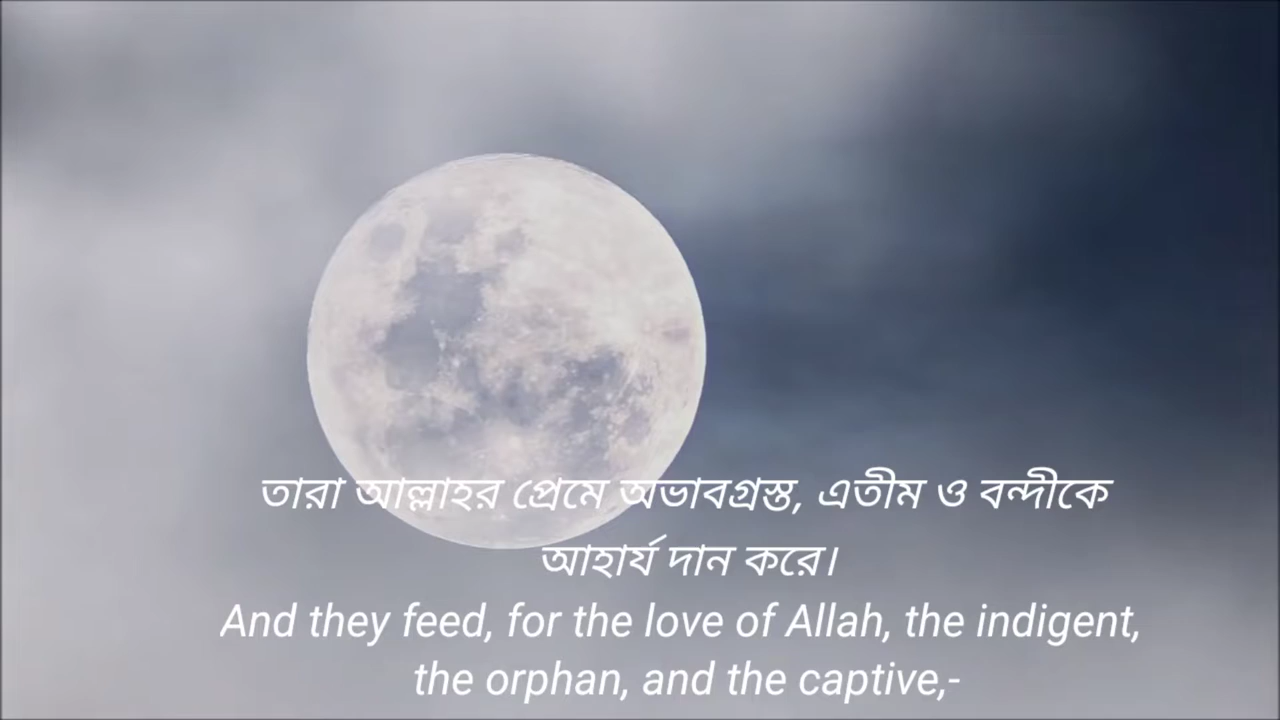 তারা আল্লাহর প্রেমে অভাবগ্রস্ত, এতীম ও বন্দীকে
আহার্য দান করে।
And they feed, for the love of Allah, the indigent,
the orphan, and the captive,-